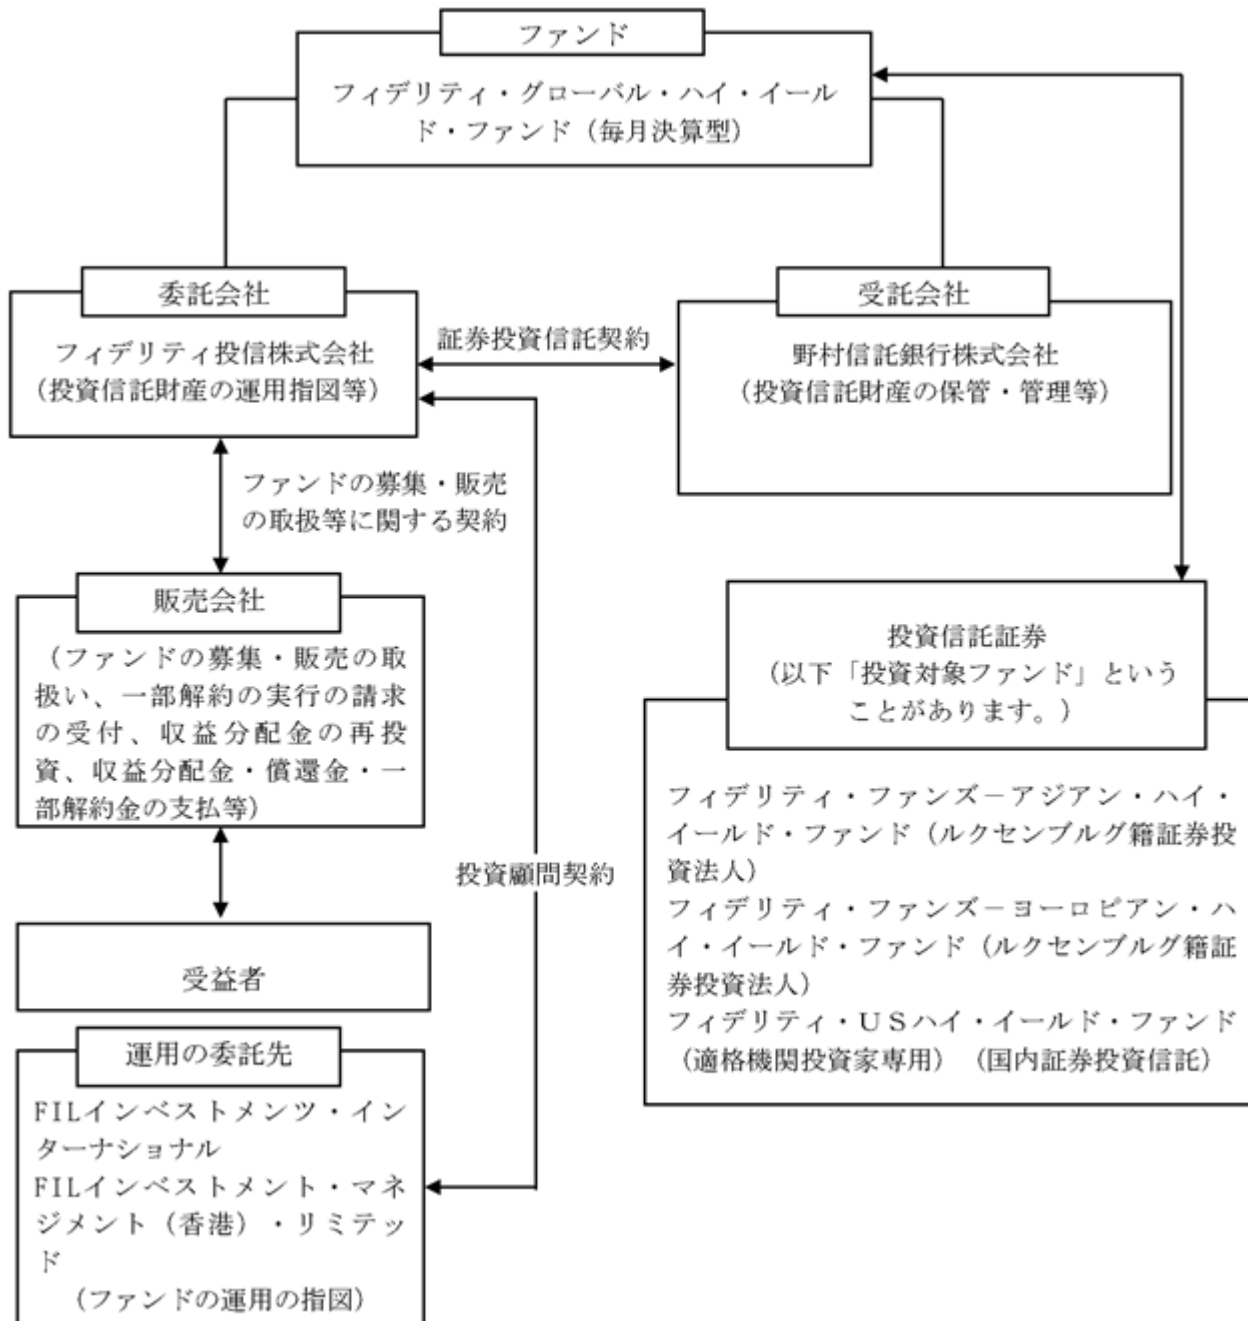 ファンド
フィデリティ・グローバル・ハイ・イール
ド・ファンド（毎月決算型）
委託会社
フィデリティ投信株式会社
（投資信託財産の運用指図等）
証券投資信託契約
受託会社
野村信託銀行株式会社
（投資信託財産の保管・管理等）
ファンドの募集・販売
の取扱等に関する契約
販売会社
（ファンドの募集・販売の取
扱い、一部解約の実行の請求
の受付、収益分配金の再投
資、収益分配金・償還金・一
部解約金の支払等）
投資顧問契約
受益者
運用の委託先
FILインベストメンツ・イン
ターナショナル
FILインベストメント・マネ
ジメント（香港）・リミテッ
ド
（ファンドの運用の指図）
投資信託証券
（以下「投資対象ファンド」という
ことがあります。）
フィデリティ・ファンズ－アジアン・ハイ・
イールド・ファンド（ルクセンブルグ籍証券投
資法人）
フィデリティ・ファンズ－ヨーロピアン・ハ
イ・イールド・ファンド（ルクセンブルグ籍証
券投資法人）
フィデリティ・ＵＳハイ・イールド・ファンド
（適格機関投資家専用）（国内証券投資信託）